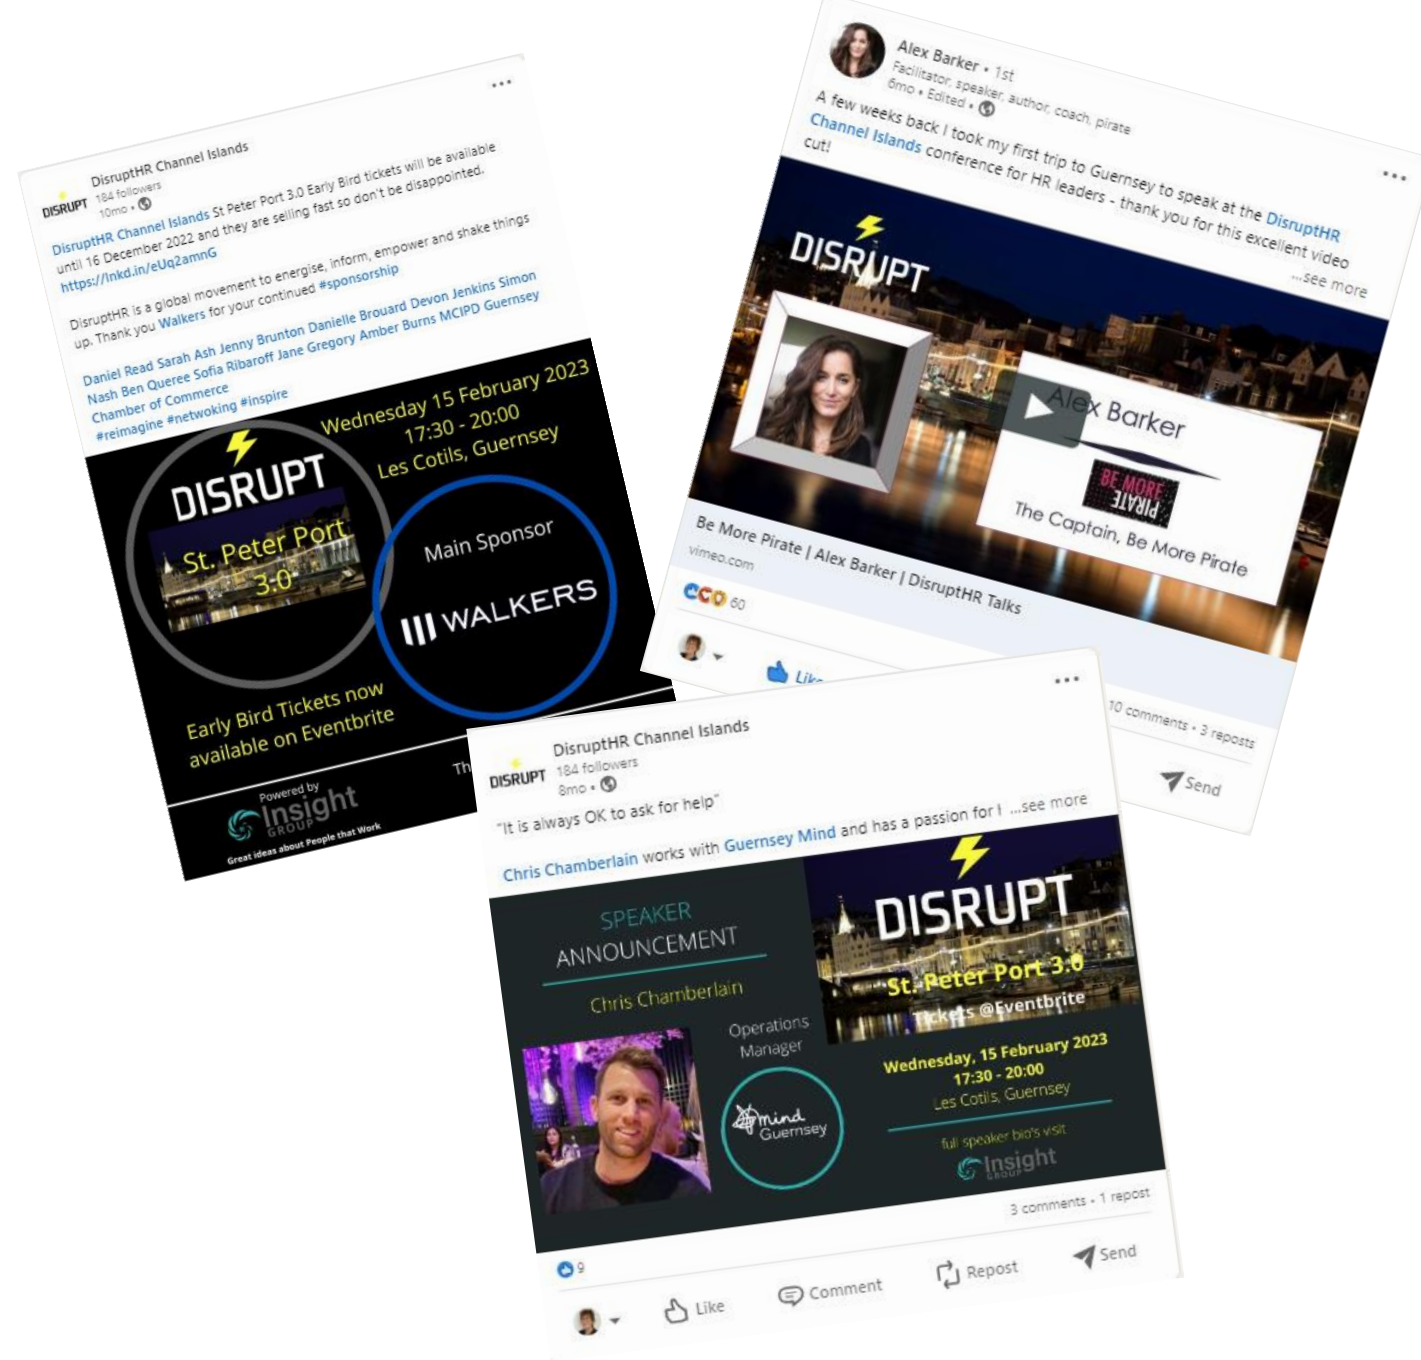 DisruptHR Channel Islands
184 followers
10mo •
DISRUPT
DisruptHR Channel Islands St Peter Port 3.0 Early Bird tickets will be available
until 16 December 2022 and they are selling fast so don't be disappointed.
https://lnkd.in/eUq2amnG
DisruptHR is a global movement to energise, inform, empower and shake things
up. Thank you Walkers for your continued #sponsorship
Daniel Read Sarah Ash Jenny Brunton Danielle Brouard Devon Jenkins Simon
Nash Ben Queree Sofia Ribaroff Jane Gregory Amber Burns MCIPD Guernsey
Chamber of Commerce
#reimagine #netwoking #inspire
Wednesday 15 February 2023
17:30 - 20:00
Les Cotils, Guernsey
DISRUPT
St. Peter Port
3.0
Main Sponsor
WALKERS
Early Bird Tickets now
available on Eventbrite
Th
Powered by
Insight
GROUP
Great ideas about People that Work
Alex Barker • 1st
Facilitator, speaker, author, coach, pirate
6mo • Edited •
A few weeks back I took my first trip to Guernsey to speak at the DisruptHR
Channel Islands conference for HR leaders - thank you for this excellent video
cut!
...see more
DISRUPT
Alex Barker
BE MORE
PIRATE
The Captain, Be More Pirate
Be More Pirate | Alex Barker | DisruptHR Talks
vimeo.com
60
10 comments • 3 reposts
Like
Send
DisruptHR Channel Islands
184 followers
8mo •
DISRUPT
"It is always OK to ask for help"
Chris Chamberlain works with Guernsey Mind and has a passion for h ...see more
SPEAKER
ANNOUNCEMENT
Chris Chamberlain
Operations
Manager
mind
Guernsey
DISRUPT
St. Peter Port 3.0
Tickets @Eventbrite
Wednesday, 15 February 2023
17:30 - 20:00
Les Cotils, Guernsey
full speaker bio's visit
Insight
GROUP
3 comments • 1 repost
9
Like
Comment
Repost
Send